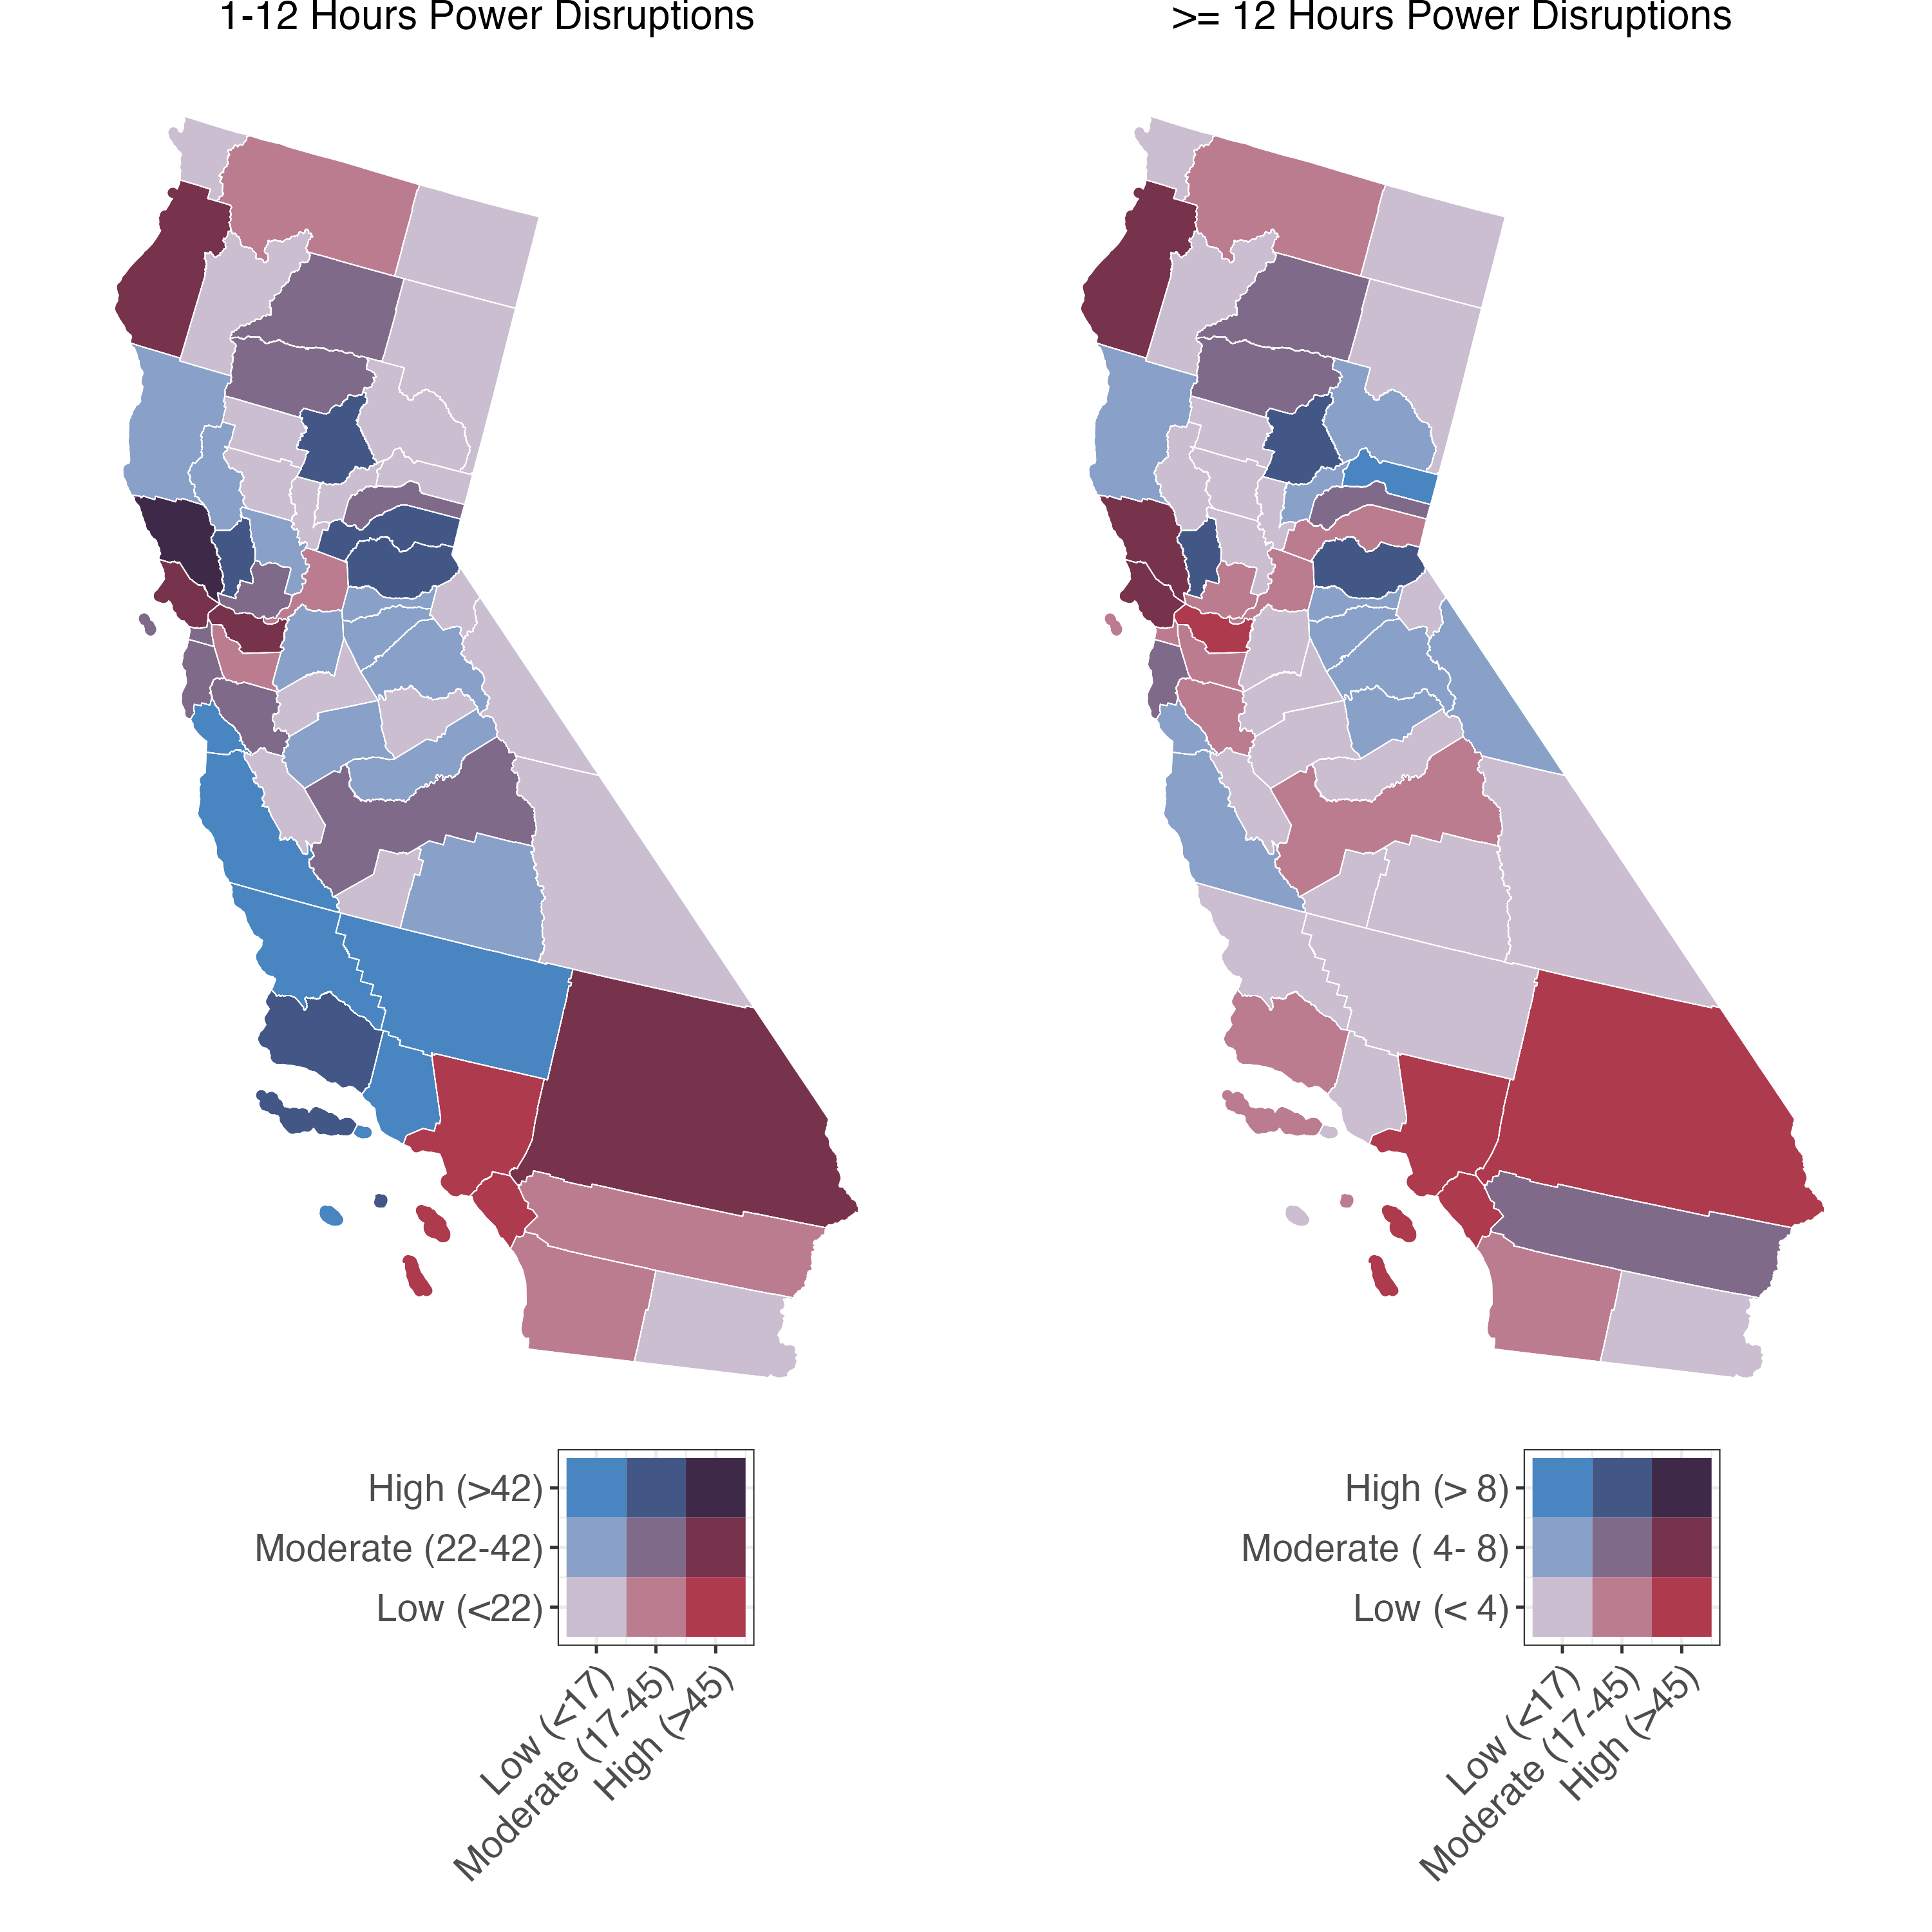 1-12 Hours Power Disruptions
>= 12 Hours Power Disruptions
High (>42)
Moderate (22-42)
Low (<22)
Low (<17)
Moderate (17-45)
High (>45)
High (> 8)
Moderate ( 4- 8)
Low (< 4)
Low (<17)
Moderate (17-45)
High (>45)